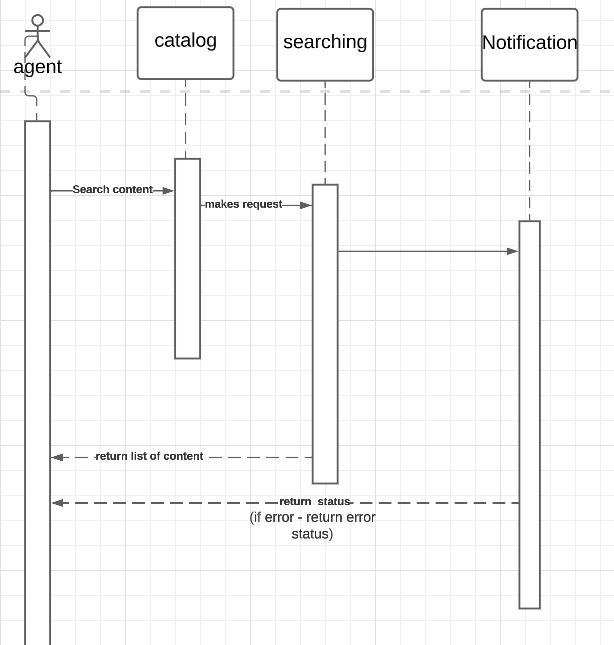 agent
catalog
searching
Notification
Search content
makes request
return list of content
return status
(if error - return error
status)